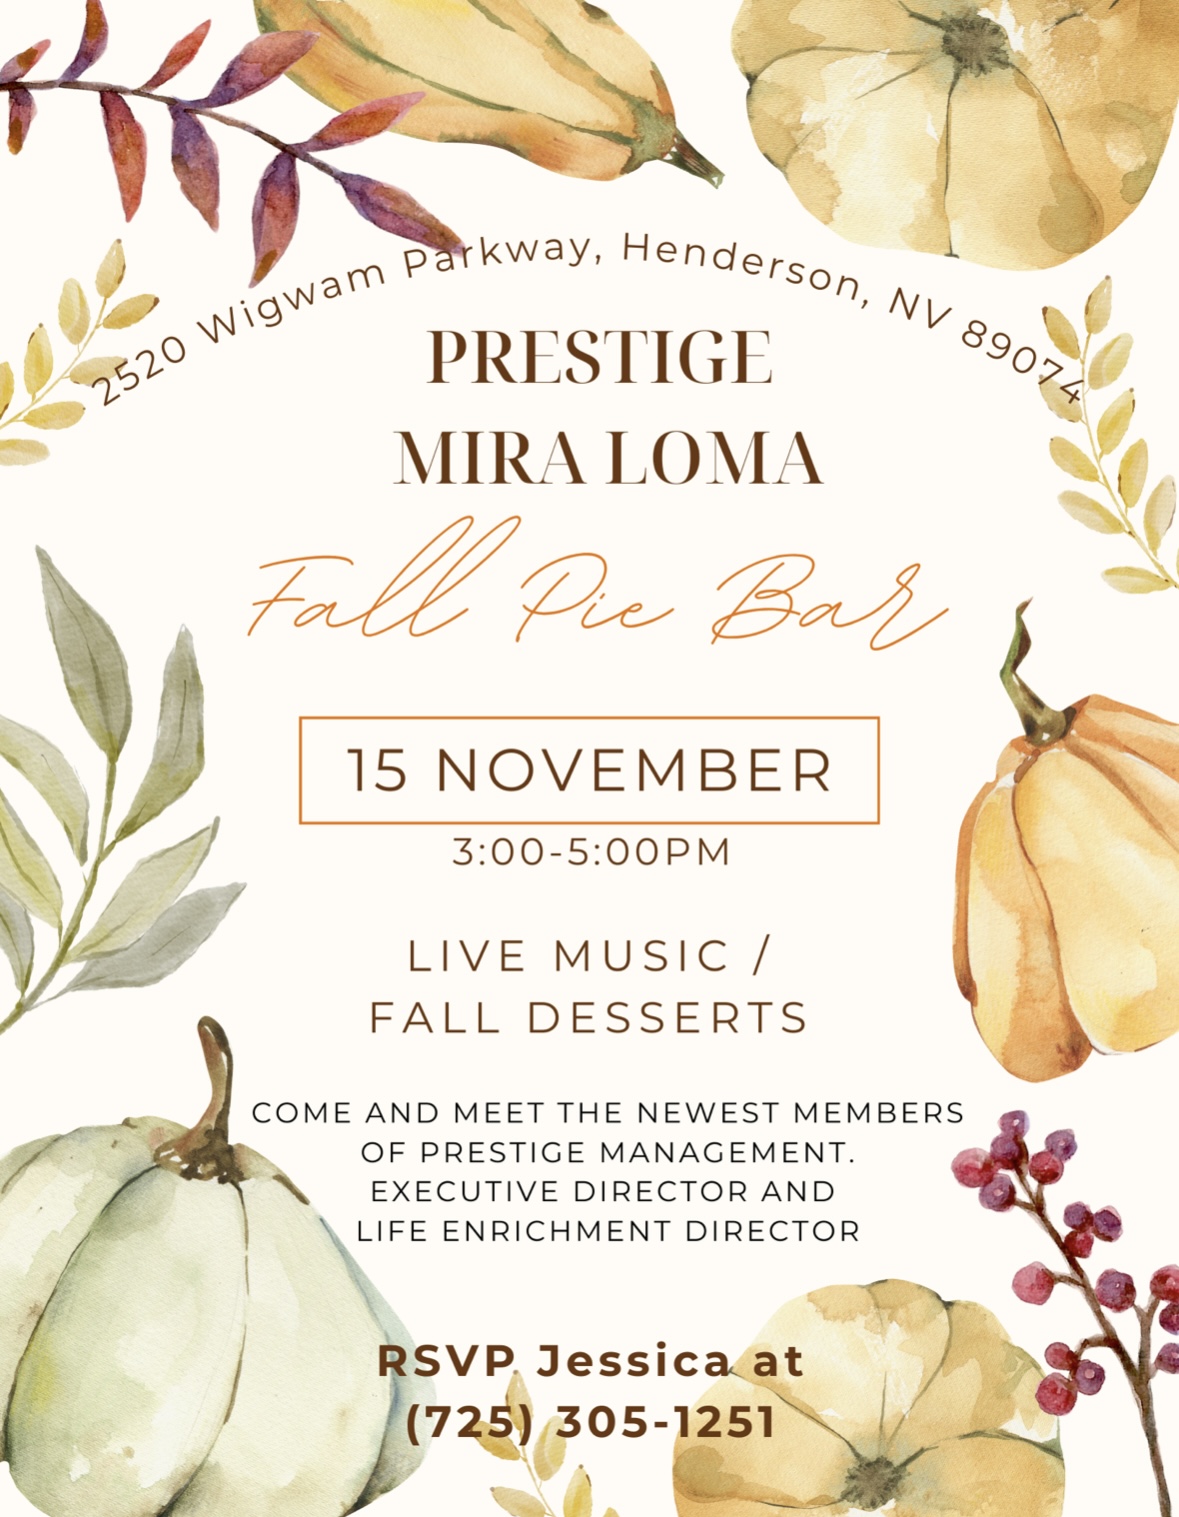 2520 Wigwam Parkway, Henderson, NV 89074
PRESTIGE
MIRA LOMA
Fall Pie Bar
15 NOVEMBER
3:00-5:00PM
LIVE MUSIC /
FALL DESSERTS
COME AND MEET THE NEWEST MEMBERS
OF PRESTIGE MANAGEMENT.
EXECUTIVE DIRECTOR AND
LIFE ENRICHMENT DIRECTOR
RSVP Jessica at
(725) 305-1251